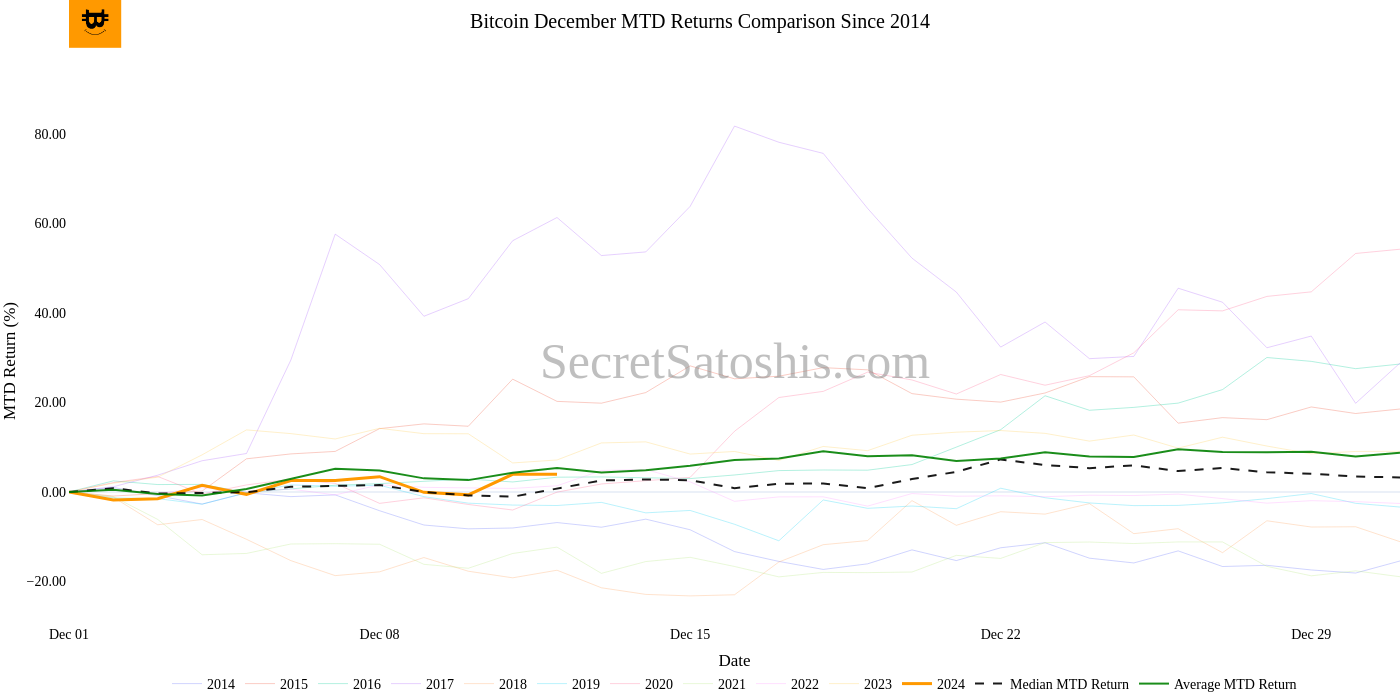 Bitcoin December MTD Returns Comparison Since 2014
80.00
60.00
40.00
20.00
0.00
−20.00
MTD Return (%)
SecretSatoshis.com
Dec 01 Dec 08 Dec 15 Dec 22 Dec 29
Date
2014 2015 2016 2017 2018 2019 2020 2021 2022 2023 2024 Median MTD Return Average MTD Return